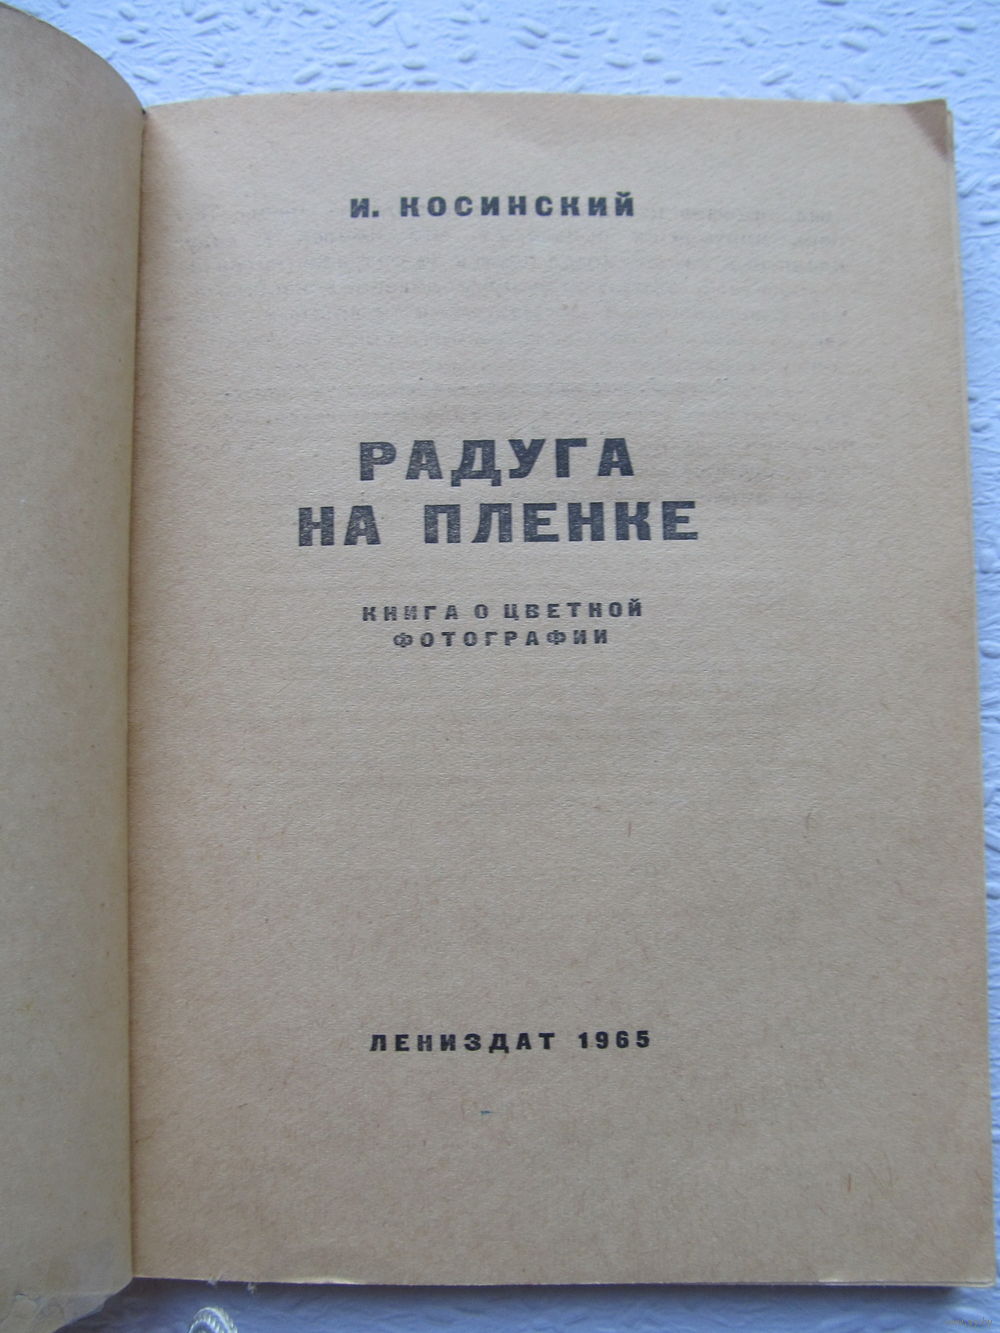 И. КОСИНСКИЙ
РАДУГА
НА ПЛЕНКЕ
КНИГА О ЦВЕТНОЙ
ФОТОГРАФИИ
ЛЕНИЗДАТ 1965